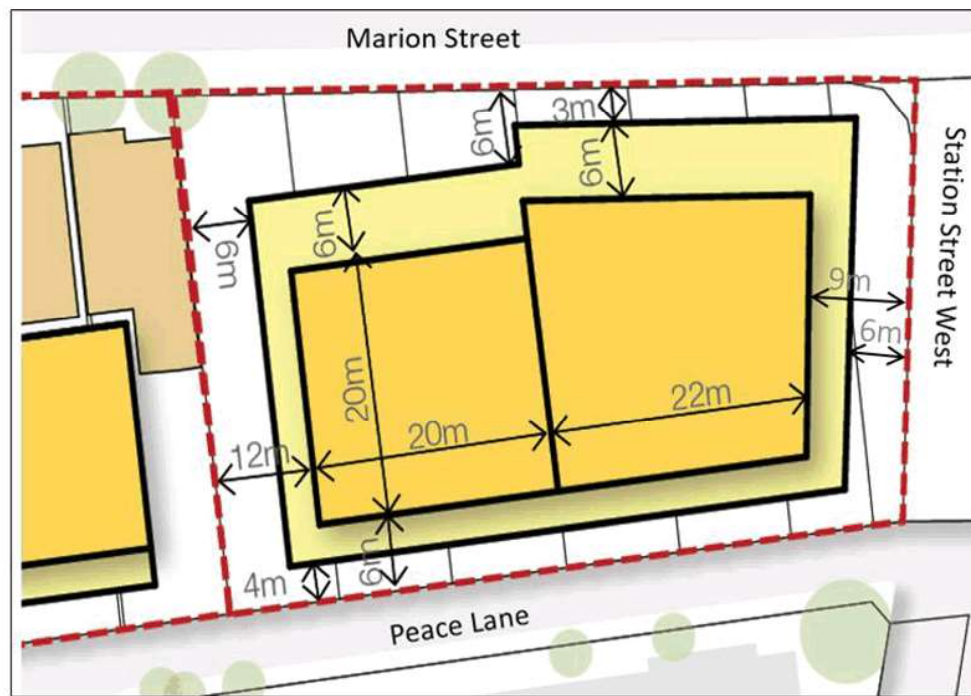 Marion Street
3m
6m
6m
6m
6m
Station Street West
9m
6m
20m
22m
20m
12m
6m
4m
Peace Lane